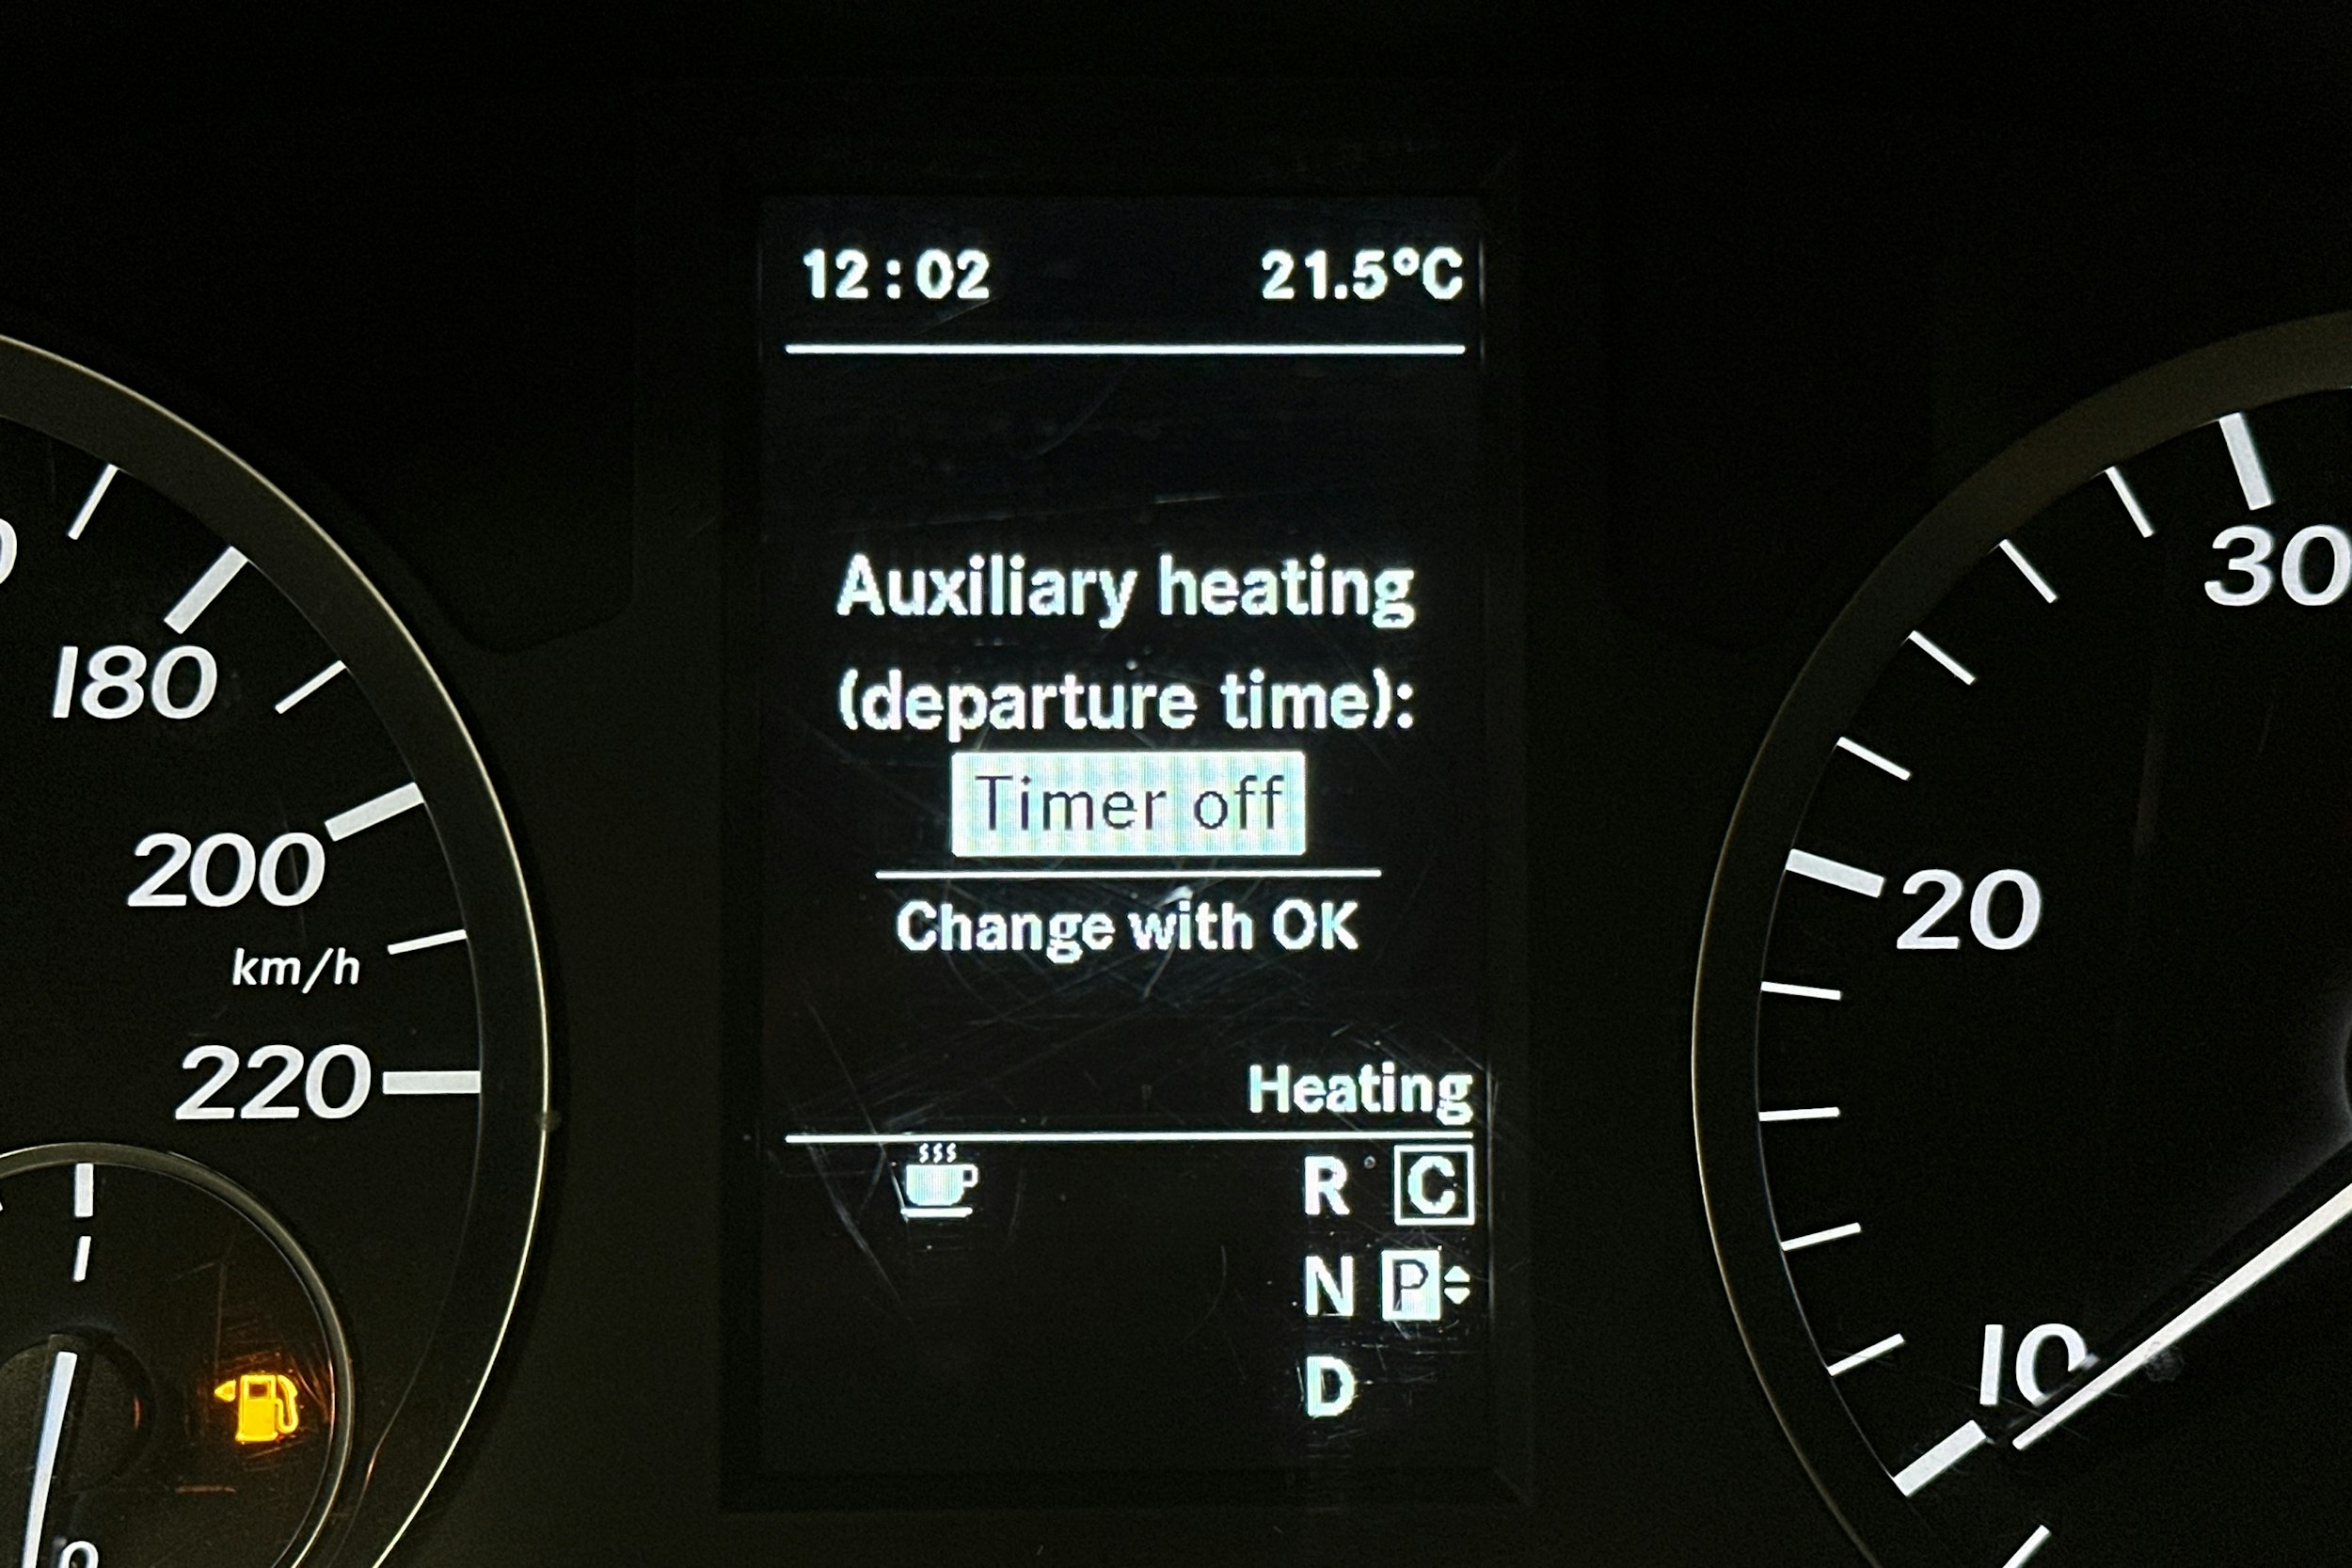 12:02 21.5°C
Auxiliary heating
(departure time):
Timer off
Change with OK
Heating
R C
N P
D
180
200
km/h
220
30
20
10